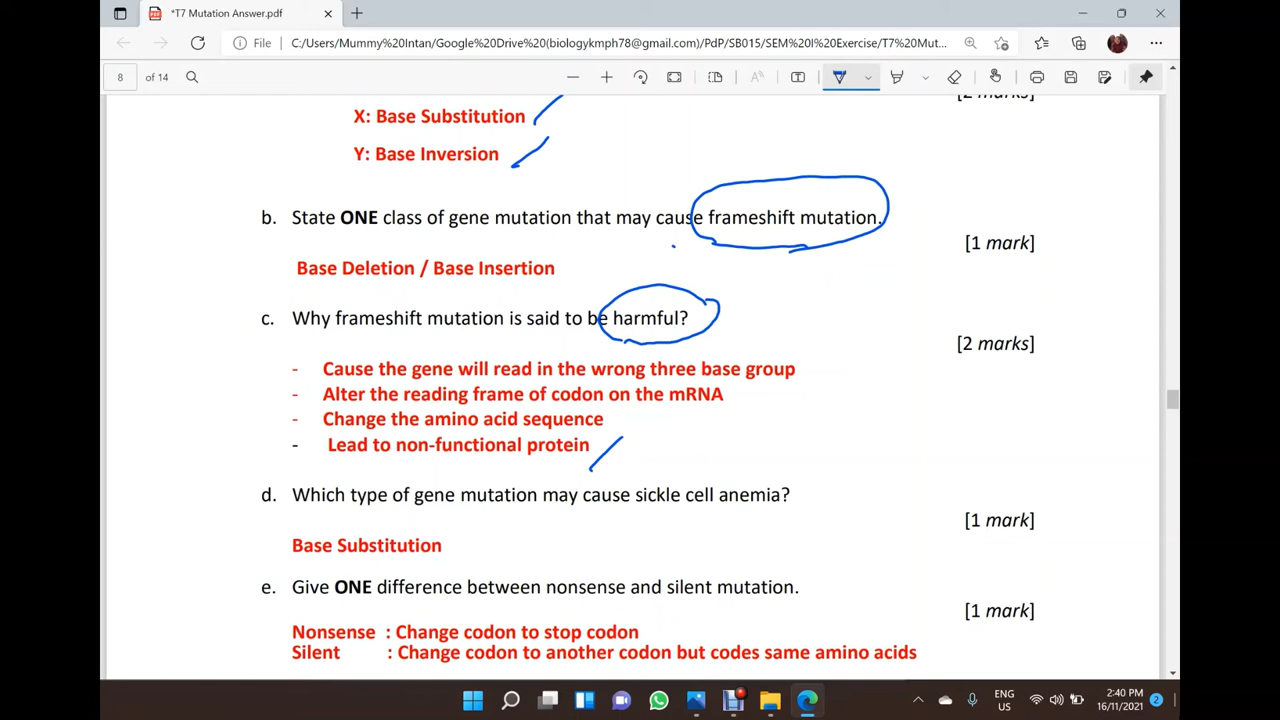 *T7 Mutation Answer.pdf
File C:/Users/Mummy%20Intan/Google%20Drive%20(biologykmph78@gmail.com)/PdP/SB015/SEM%20I%20Exercise/T7%20Mut...
8 of 14
[2 marks]
X: Base Substitution
Y: Base Inversion
b. State ONE class of gene mutation that may cause frameshift mutation.
[1 mark]
Base Deletion / Base Insertion
c. Why frameshift mutation is said to be harmful?
[2 marks]
- Cause the gene will read in the wrong three base group
- Alter the reading frame of codon on the mRNA
- Change the amino acid sequence
- Lead to non-functional protein
d. Which type of gene mutation may cause sickle cell anemia?
[1 mark]
Base Substitution
e. Give ONE difference between nonsense and silent mutation.
[1 mark]
Nonsense : Change codon to stop codon
Silent : Change codon to another codon but codes same amino acids
ENG
US
2:40 PM
16/11/2021
2